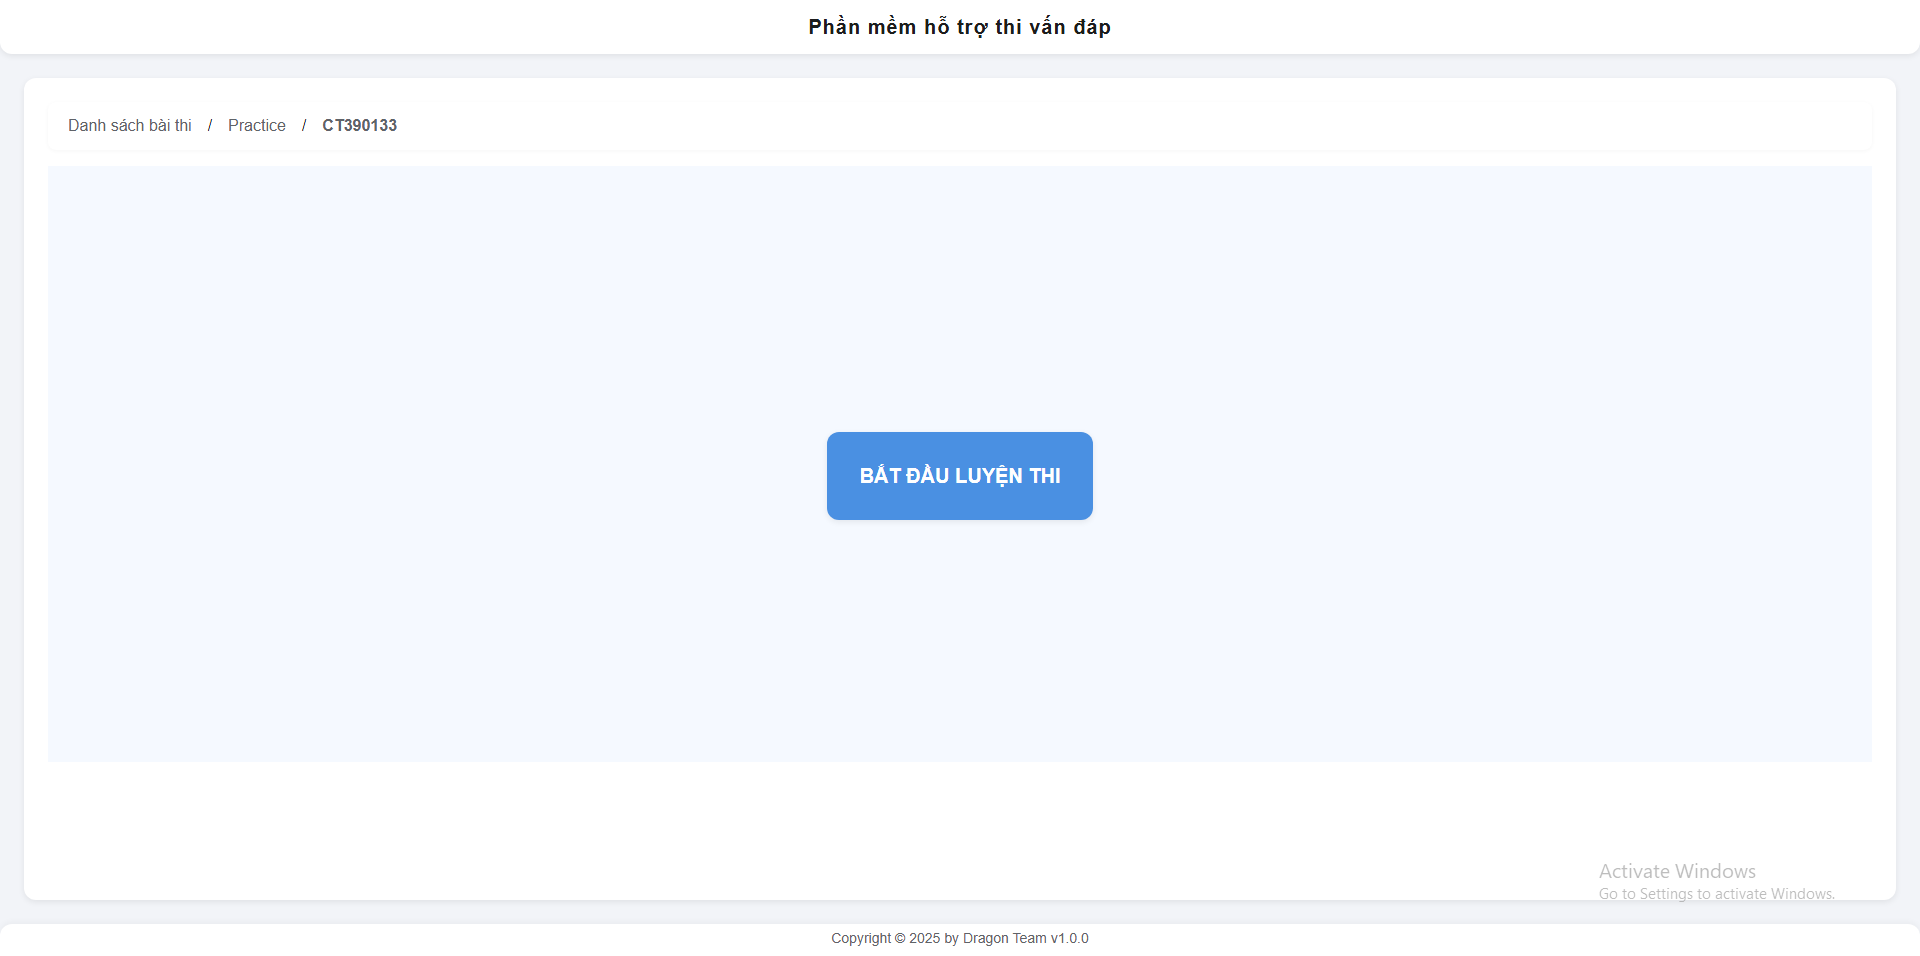 Phần mềm hỗ trợ thi vấn đáp
Danh sách bài thi / Practice / CT390133
BẮT ĐẦU LUYỆN THI
Activate Windows
Go to Settings to activate Windows.
Copyright © 2025 by Dragon Team v1.0.0